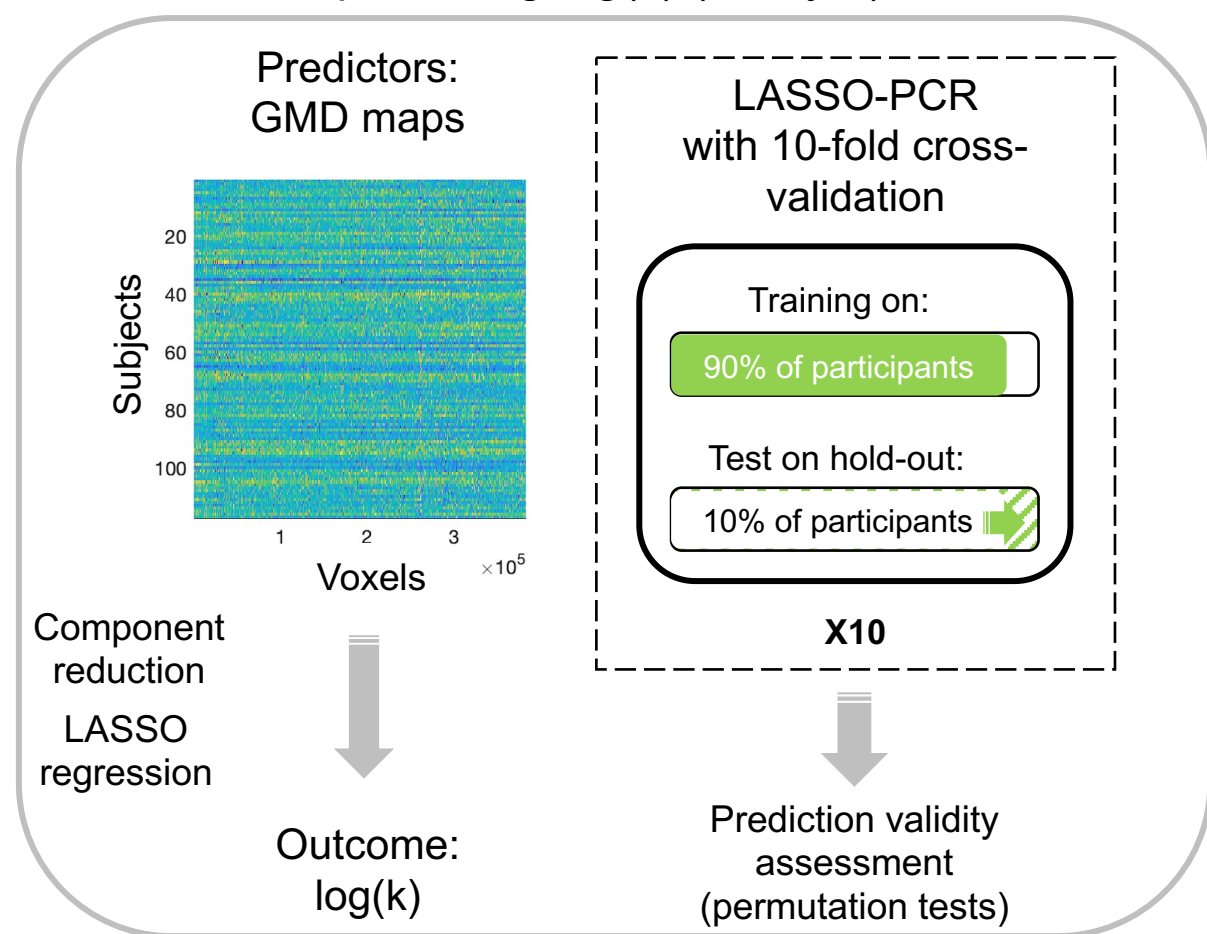 Predictors:
GMD maps
Subjects
20
40
60
80
100
1 2 3
×10⁵
Voxels
Component
reduction
LASSO
regression
Outcome:
log(k)
LASSO-PCR
with 10-fold cross-
validation
Training on:
90% of participants
Test on hold-out:
10% of participants
X10
Prediction validity
assessment
(permutation tests)